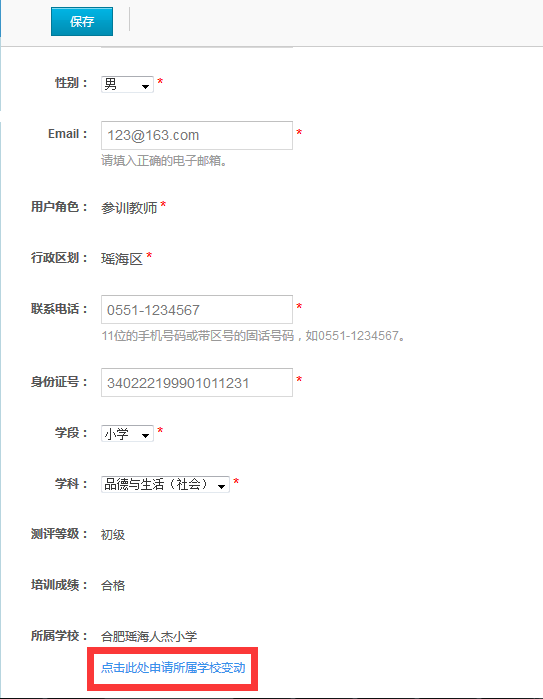 保存
性别： 男 *
Email： 123@163.com *
请填入正确的电子邮箱。
用户角色： 参训教师 *
行政区划： 瑶海区 *
联系电话： 0551-1234567 *
11位的手机号码或带区号的固话号码，如0551-1234567。
身份证号： 340222199901011231 *
学段： 小学 *
学科： 品德与生活（社会） *
测评等级： 初级
培训成绩： 合格
所属学校： 合肥瑶海人杰小学
点击此处申请所属学校变动